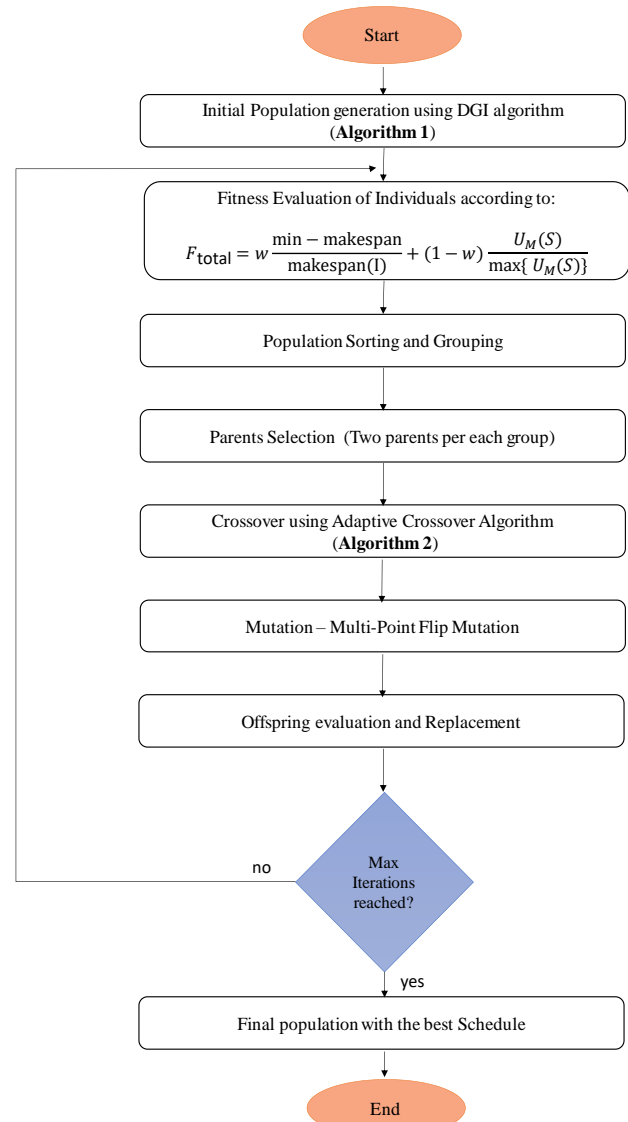 Start
Initial Population generation using DGI algorithm
(Algorithm 1)
Fitness Evaluation of Individuals according to:
F_total = w (min − makespan)/(makespan(I)) + (1 − w) U_M(S)/(max{ U_M(S)})
Population Sorting and Grouping
Parents Selection (Two parents per each group)
Crossover using Adaptive Crossover Algorithm
(Algorithm 2)
Mutation – Multi-Point Flip Mutation
Offspring evaluation and Replacement
Max
Iterations
reached?
no
yes
Final population with the best Schedule
End